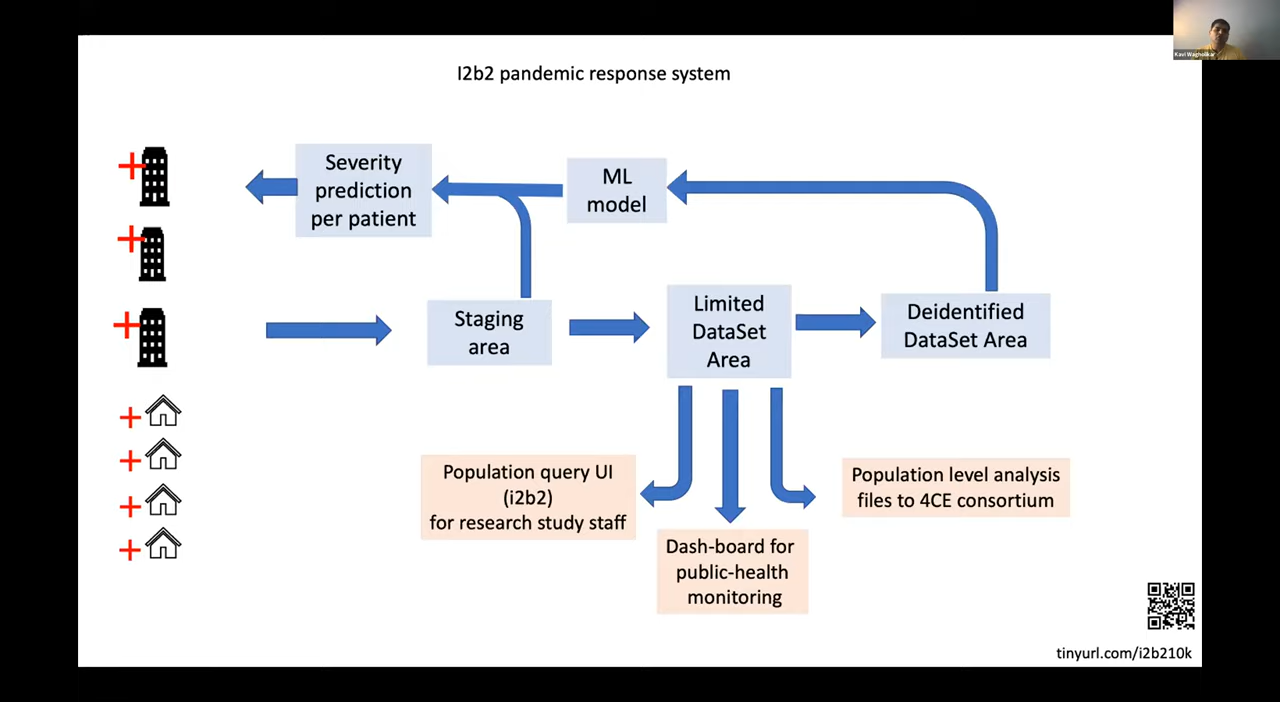 Kavi Wagholikar
I2b2 pandemic response system
Severity
prediction
per patient
ML
model
Staging
area
Limited
DataSet
Area
Deidentified
DataSet Area
Population query UI
(i2b2)
for research study staff
Dash-board for
public-health
monitoring
Population level analysis
files to 4CE consortium
tinyurl.com/i2b210k